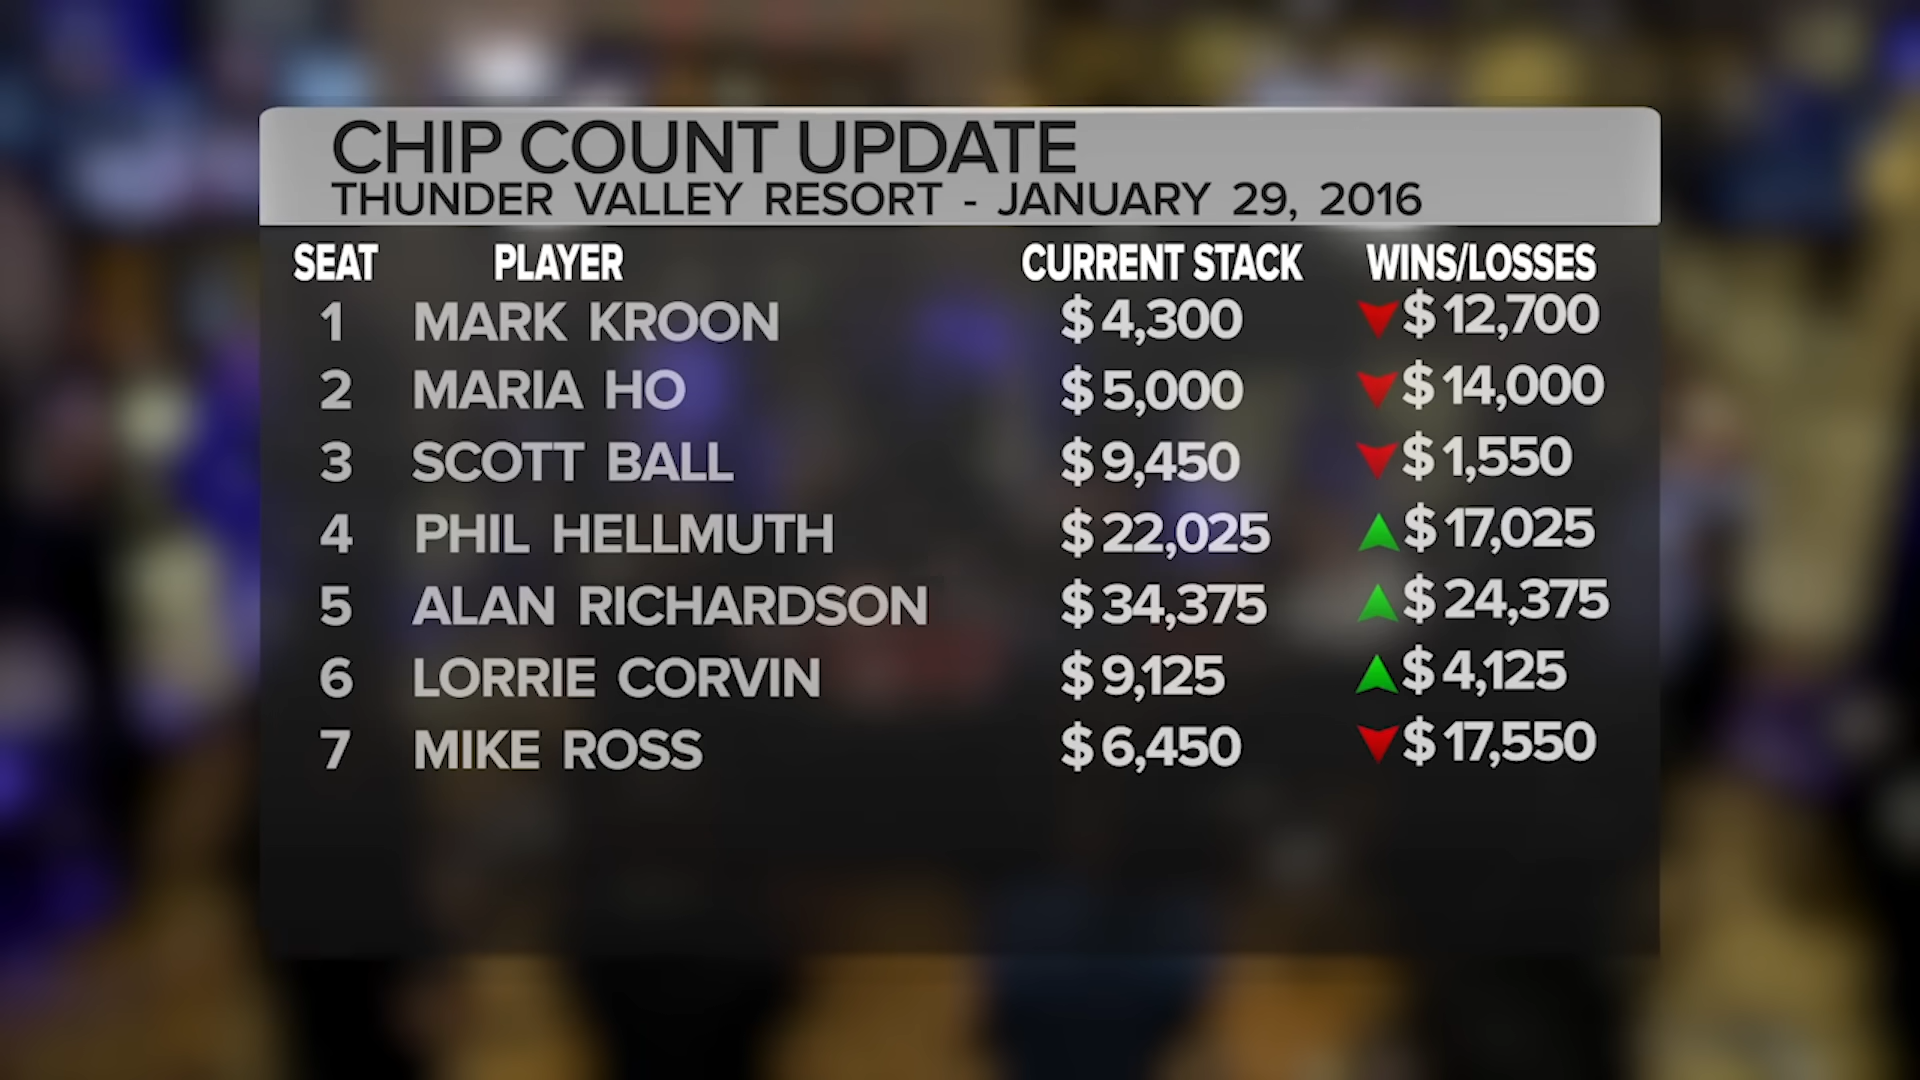 CHIP COUNT UPDATE
THUNDER VALLEY RESORT - JANUARY 29, 2016
SEAT PLAYER CURRENT STACK WINS/LOSSES
1 MARK KROON $4,300 $12,700
2 MARIA HO $5,000 $14,000
3 SCOTT BALL $9,450 $1,550
4 PHIL HELLMUTH $22,025 $17,025
5 ALAN RICHARDSON $34,375 $24,375
6 LORRIE CORVIN $9,125 $4,125
7 MIKE ROSS $6,450 $17,550